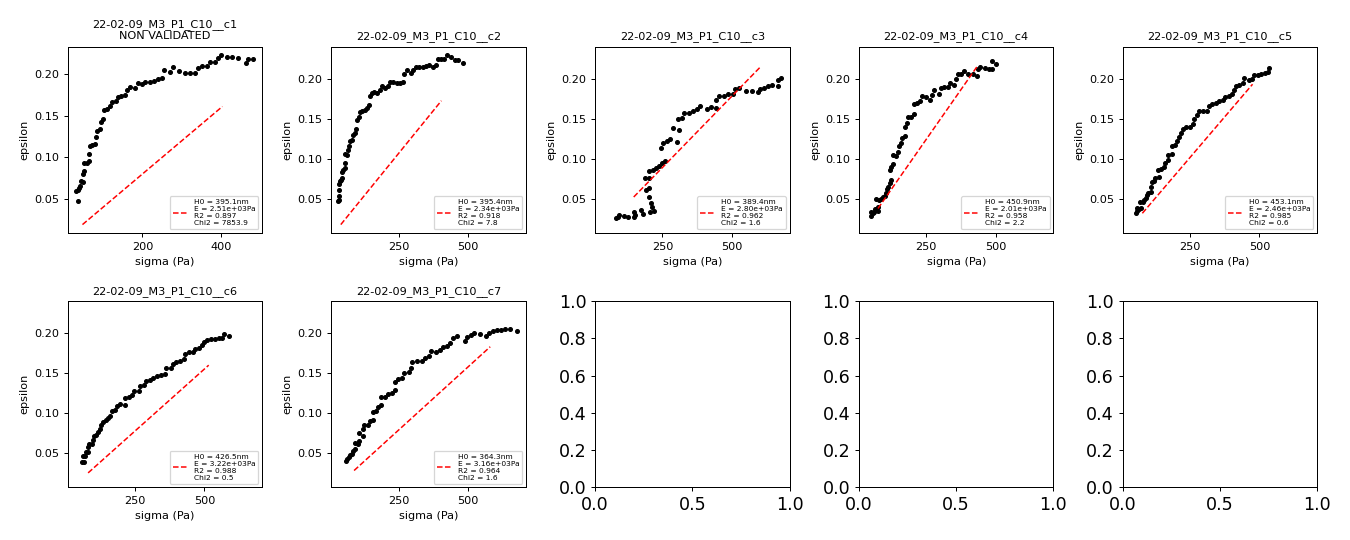 22-02-09_M3_P1_C10__c1
NON VALIDATED
epsilon
0.20
0.15
0.10
0.05
200
400
sigma (Pa)
H0 = 395.1nm
E = 2.51e+03Pa
R2 = 0.897
Chi2 = 7853.9
22-02-09_M3_P1_C10__c2
epsilon
0.20
0.15
0.10
0.05
250
500
sigma (Pa)
H0 = 395.4nm
E = 2.34e+03Pa
R2 = 0.918
Chi2 = 7.8
22-02-09_M3_P1_C10__c3
epsilon
0.20
0.15
0.10
0.05
250
500
sigma (Pa)
H0 = 389.4nm
E = 2.80e+03Pa
R2 = 0.962
Chi2 = 1.6
22-02-09_M3_P1_C10__c4
epsilon
0.20
0.15
0.10
0.05
250
500
sigma (Pa)
H0 = 450.9nm
E = 2.01e+03Pa
R2 = 0.958
Chi2 = 2.2
22-02-09_M3_P1_C10__c5
epsilon
0.20
0.15
0.10
0.05
250
500
sigma (Pa)
H0 = 453.1nm
E = 2.46e+03Pa
R2 = 0.985
Chi2 = 0.6
22-02-09_M3_P1_C10__c6
epsilon
0.20
0.15
0.10
0.05
250
500
sigma (Pa)
H0 = 426.5nm
E = 3.22e+03Pa
R2 = 0.988
Chi2 = 0.5
22-02-09_M3_P1_C10__c7
epsilon
0.20
0.15
0.10
0.05
250
500
sigma (Pa)
H0 = 364.3nm
E = 3.16e+03Pa
R2 = 0.964
Chi2 = 1.6
1.0
0.8
0.6
0.4
0.2
0.0
0.0
0.5
1.0
1.0
0.8
0.6
0.4
0.2
0.0
0.0
0.5
1.0
1.0
0.8
0.6
0.4
0.2
0.0
0.0
0.5
1.0